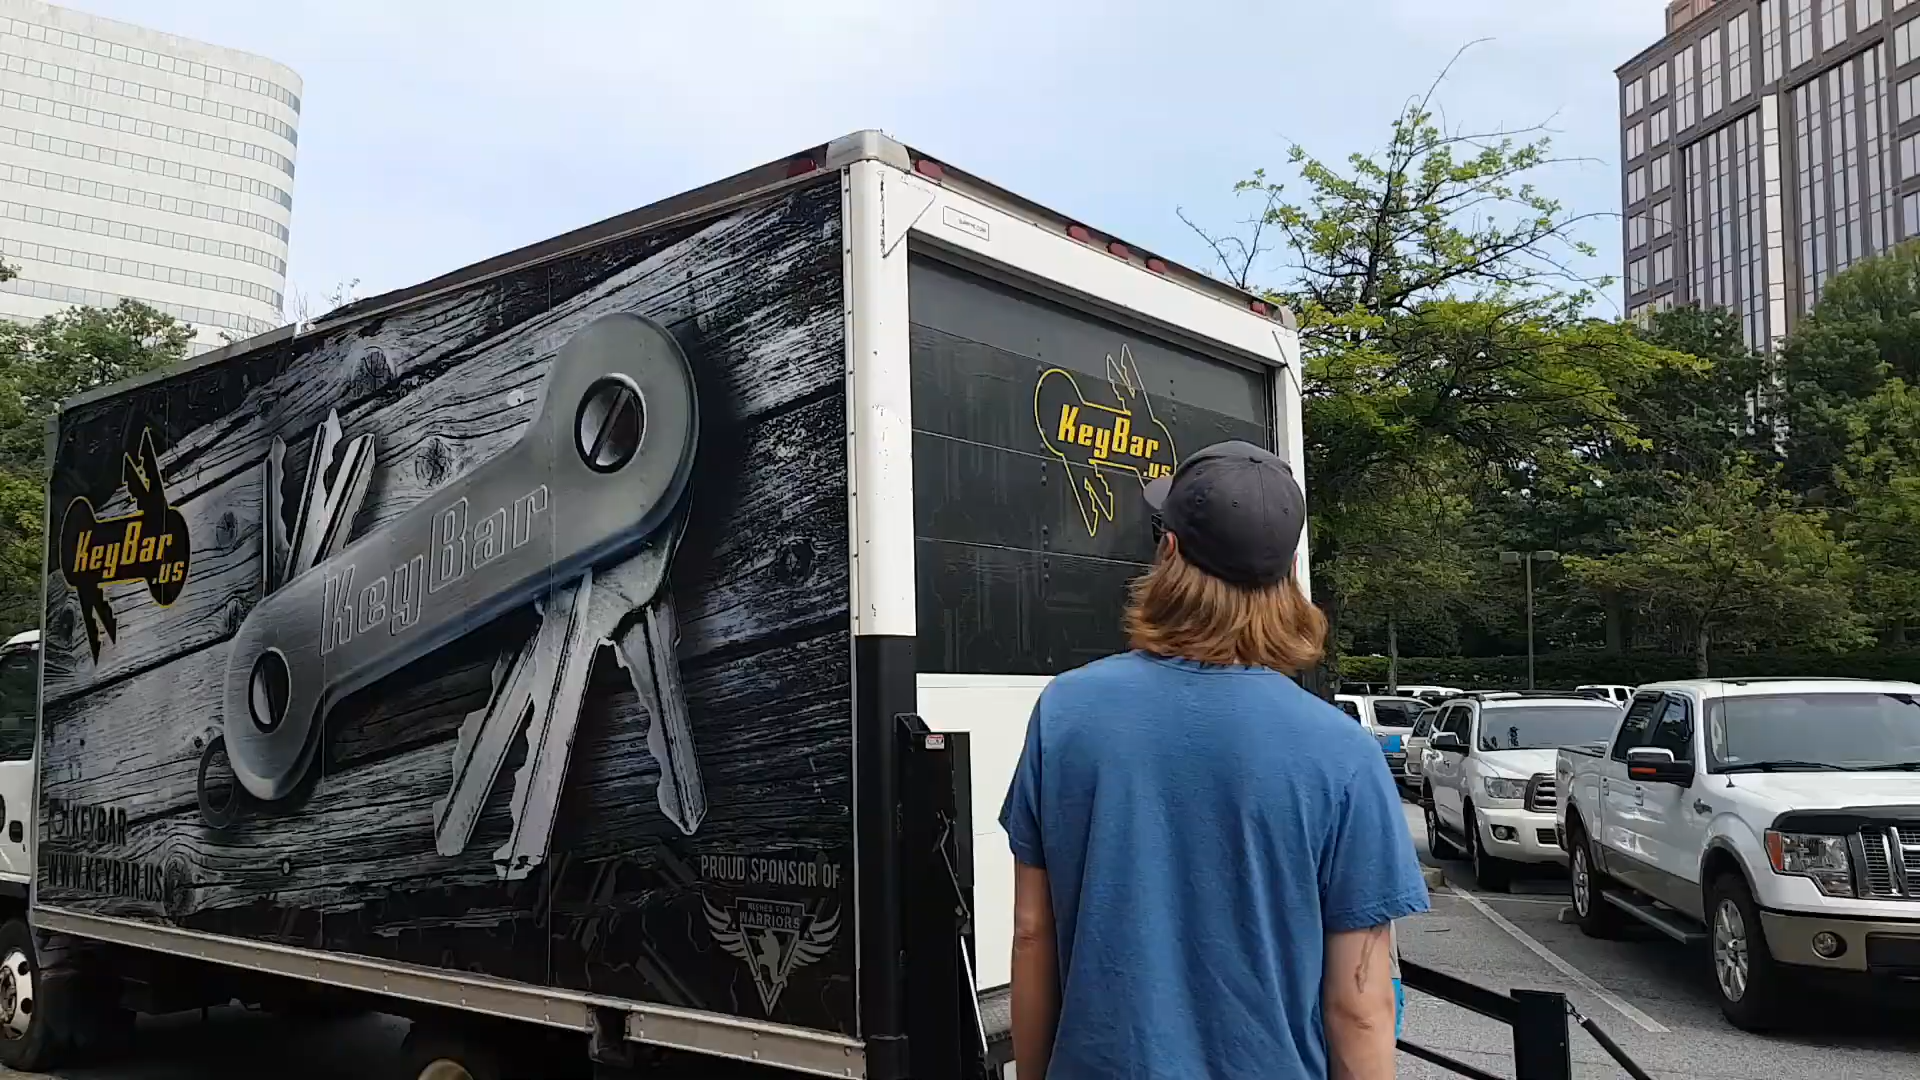 KeyBar
.us
KeyBar
KEYBAR
WWW.KEYBAR.US
PROUD SPONSOR OF
WISHES FOR
WARRIORS
KeyBar
.us